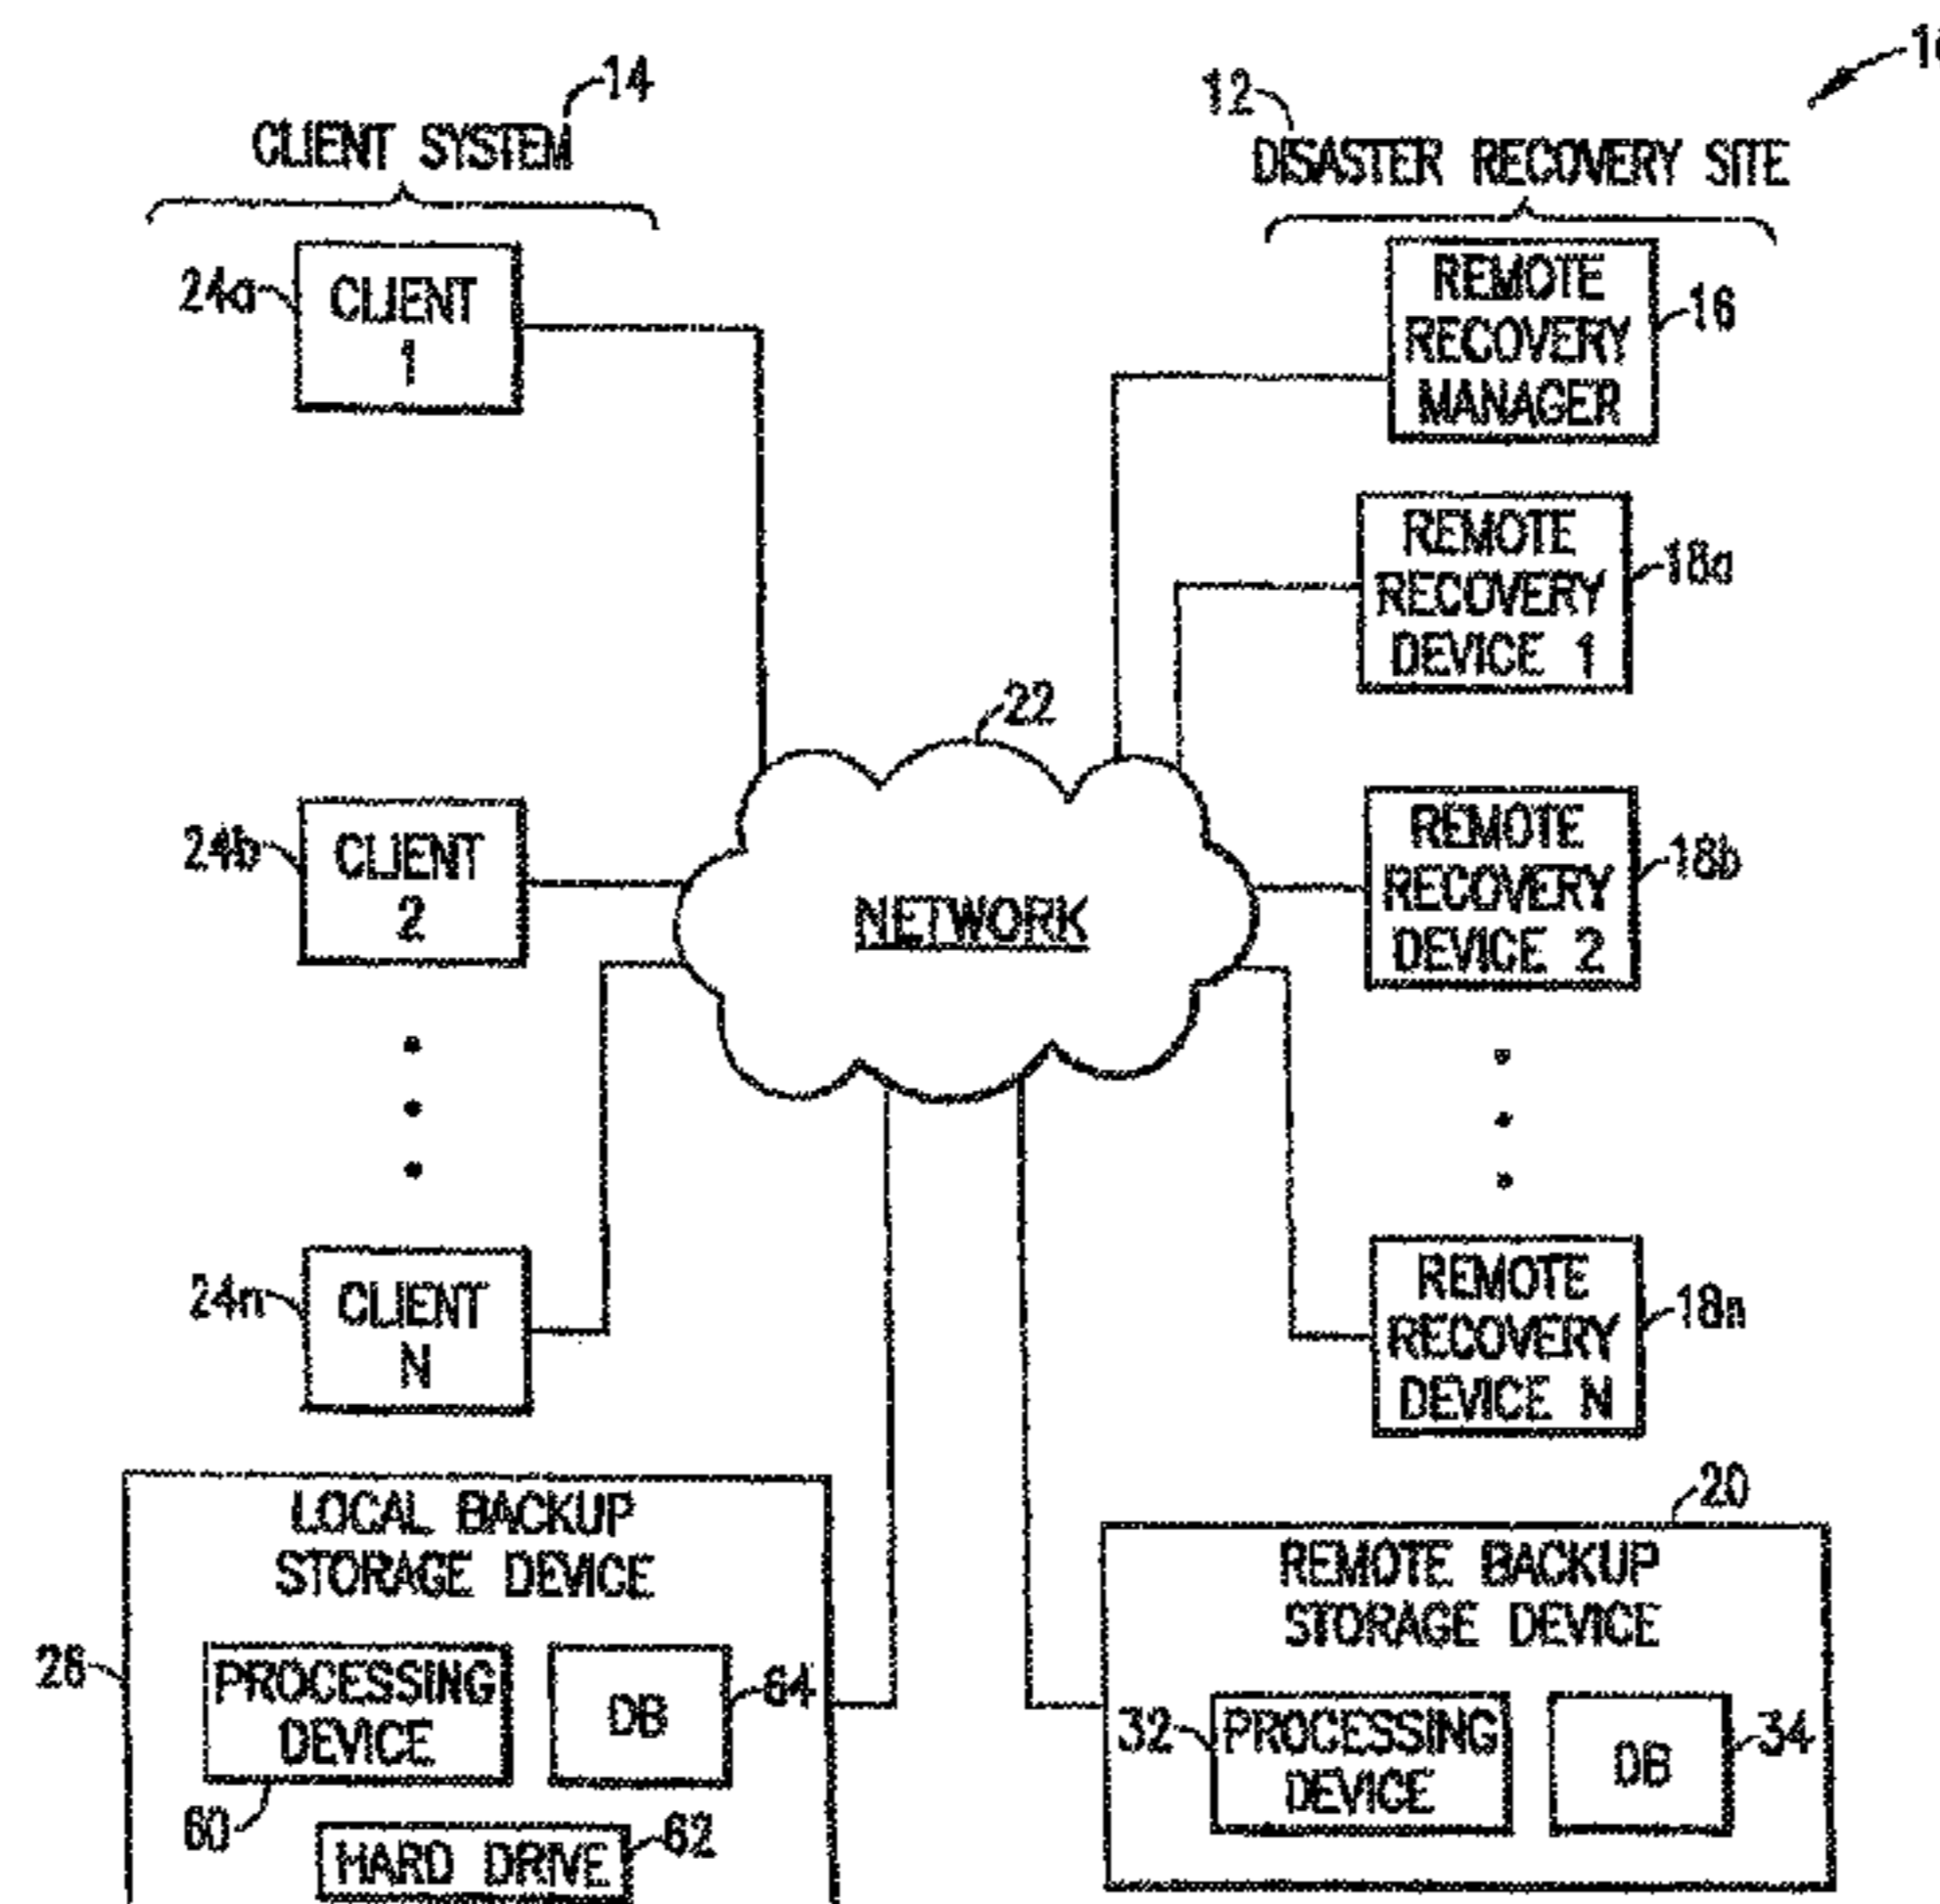 14
CLIENT SYSTEM
12
DISASTER RECOVERY SITE
24a
CLIENT
1
REMOTE
RECOVERY
MANAGER
16
REMOTE
RECOVERY
DEVICE 1
18a
22
NETWORK
24b
CLIENT
2
REMOTE
RECOVERY
DEVICE 2
18b
24n
CLIENT
N
REMOTE
RECOVERY
DEVICE N
18n
LOCAL BACKUP
STORAGE DEVICE
26
PROCESSING
DEVICE
60
DB
64
HARD DRIVE
62
20
REMOTE BACKUP
STORAGE DEVICE
32
PROCESSING
DEVICE
DB
34